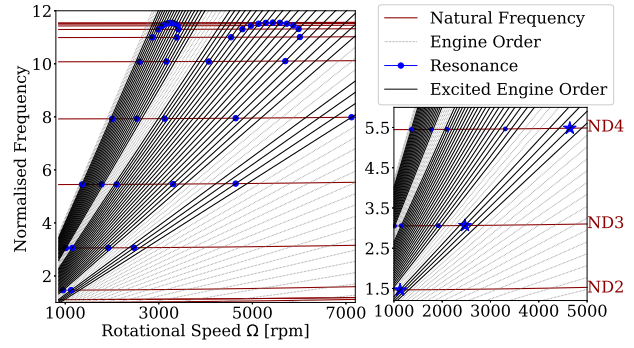 12
10
8
6
4
2
Normalised Frequency
1000
3000
5000
7000
Rotational Speed Ω [rpm]
Natural Frequency
Engine Order
Resonance
Excited Engine Order
5.5
4.5
3.5
2.5
1.5
ND4
ND3
ND2
1000
2000
3000
4000
5000